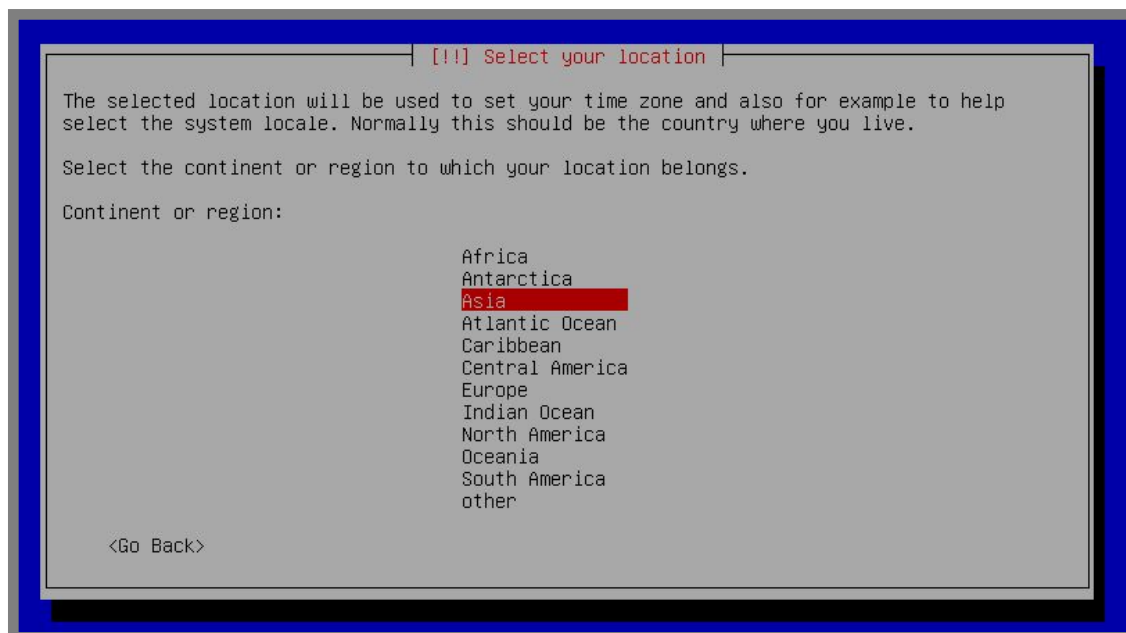 [!!] Select your location
The selected location will be used to set your time zone and also for example to help
select the system locale. Normally this should be the country where you live.
Select the continent or region to which your location belongs.
Continent or region:
Africa
Antarctica
Asia
Atlantic Ocean
Caribbean
Central America
Europe
Indian Ocean
North America
Oceania
South America
other
<Go Back>